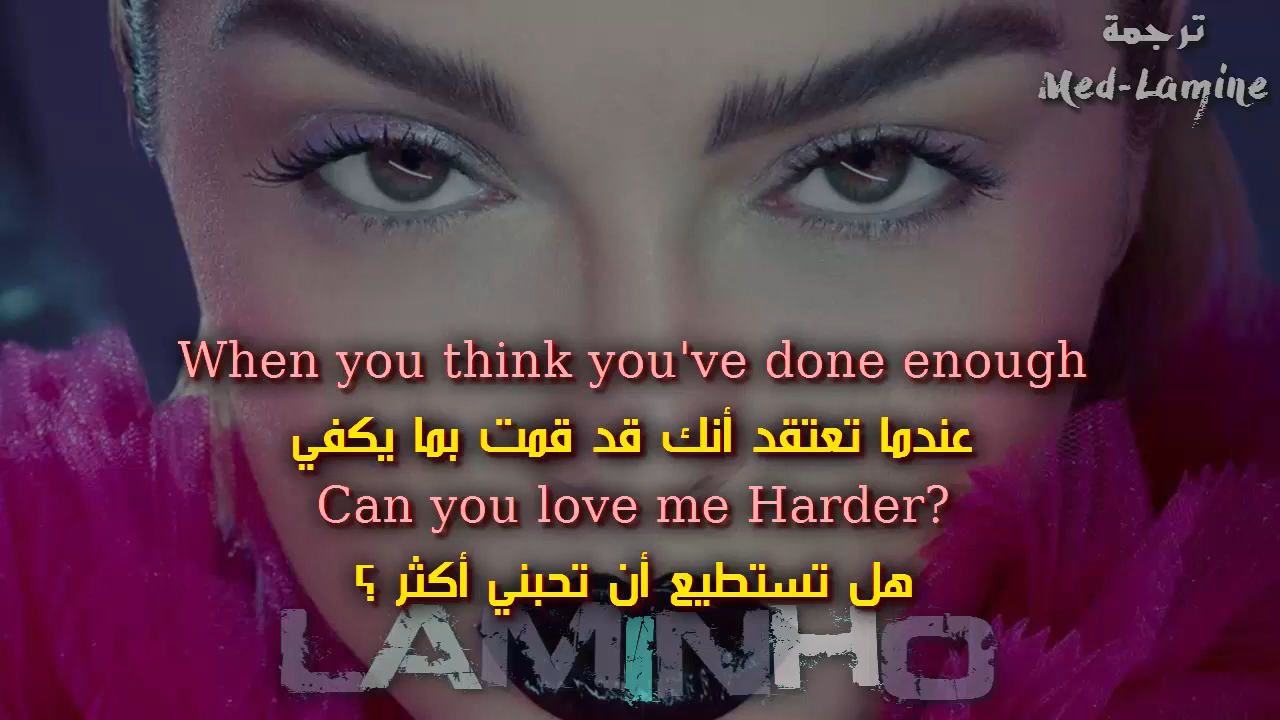 ترجمة
Med-Lamine
When you think you've done enough
عندما تعتقد أنك قد قمت بما يكفي
Can you love me Harder?
هل تستطيع أن تحبني أكثر ؟
LAMINHO